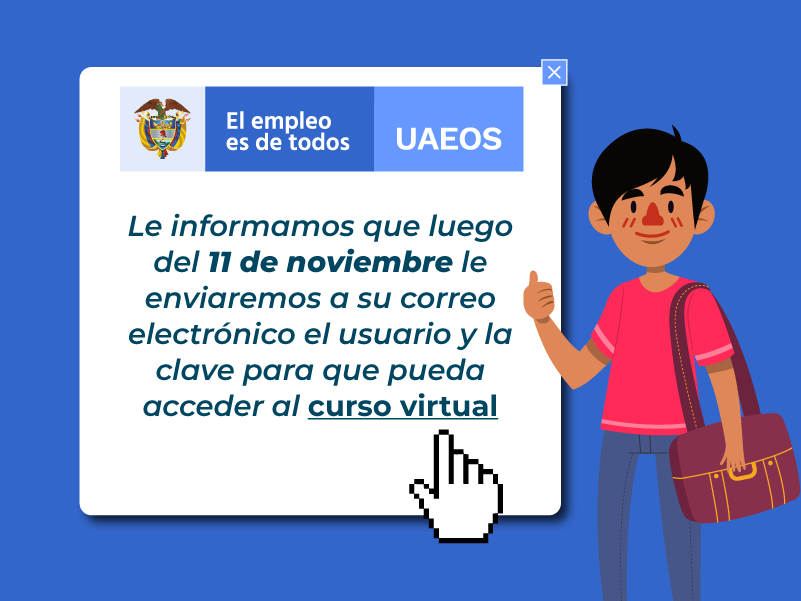 El empleo
es de todos
UAEOS
Le informamos que luego
del 11 de noviembre le
enviaremos a su correo
electrónico el usuario y la
clave para que pueda
acceder al curso virtual